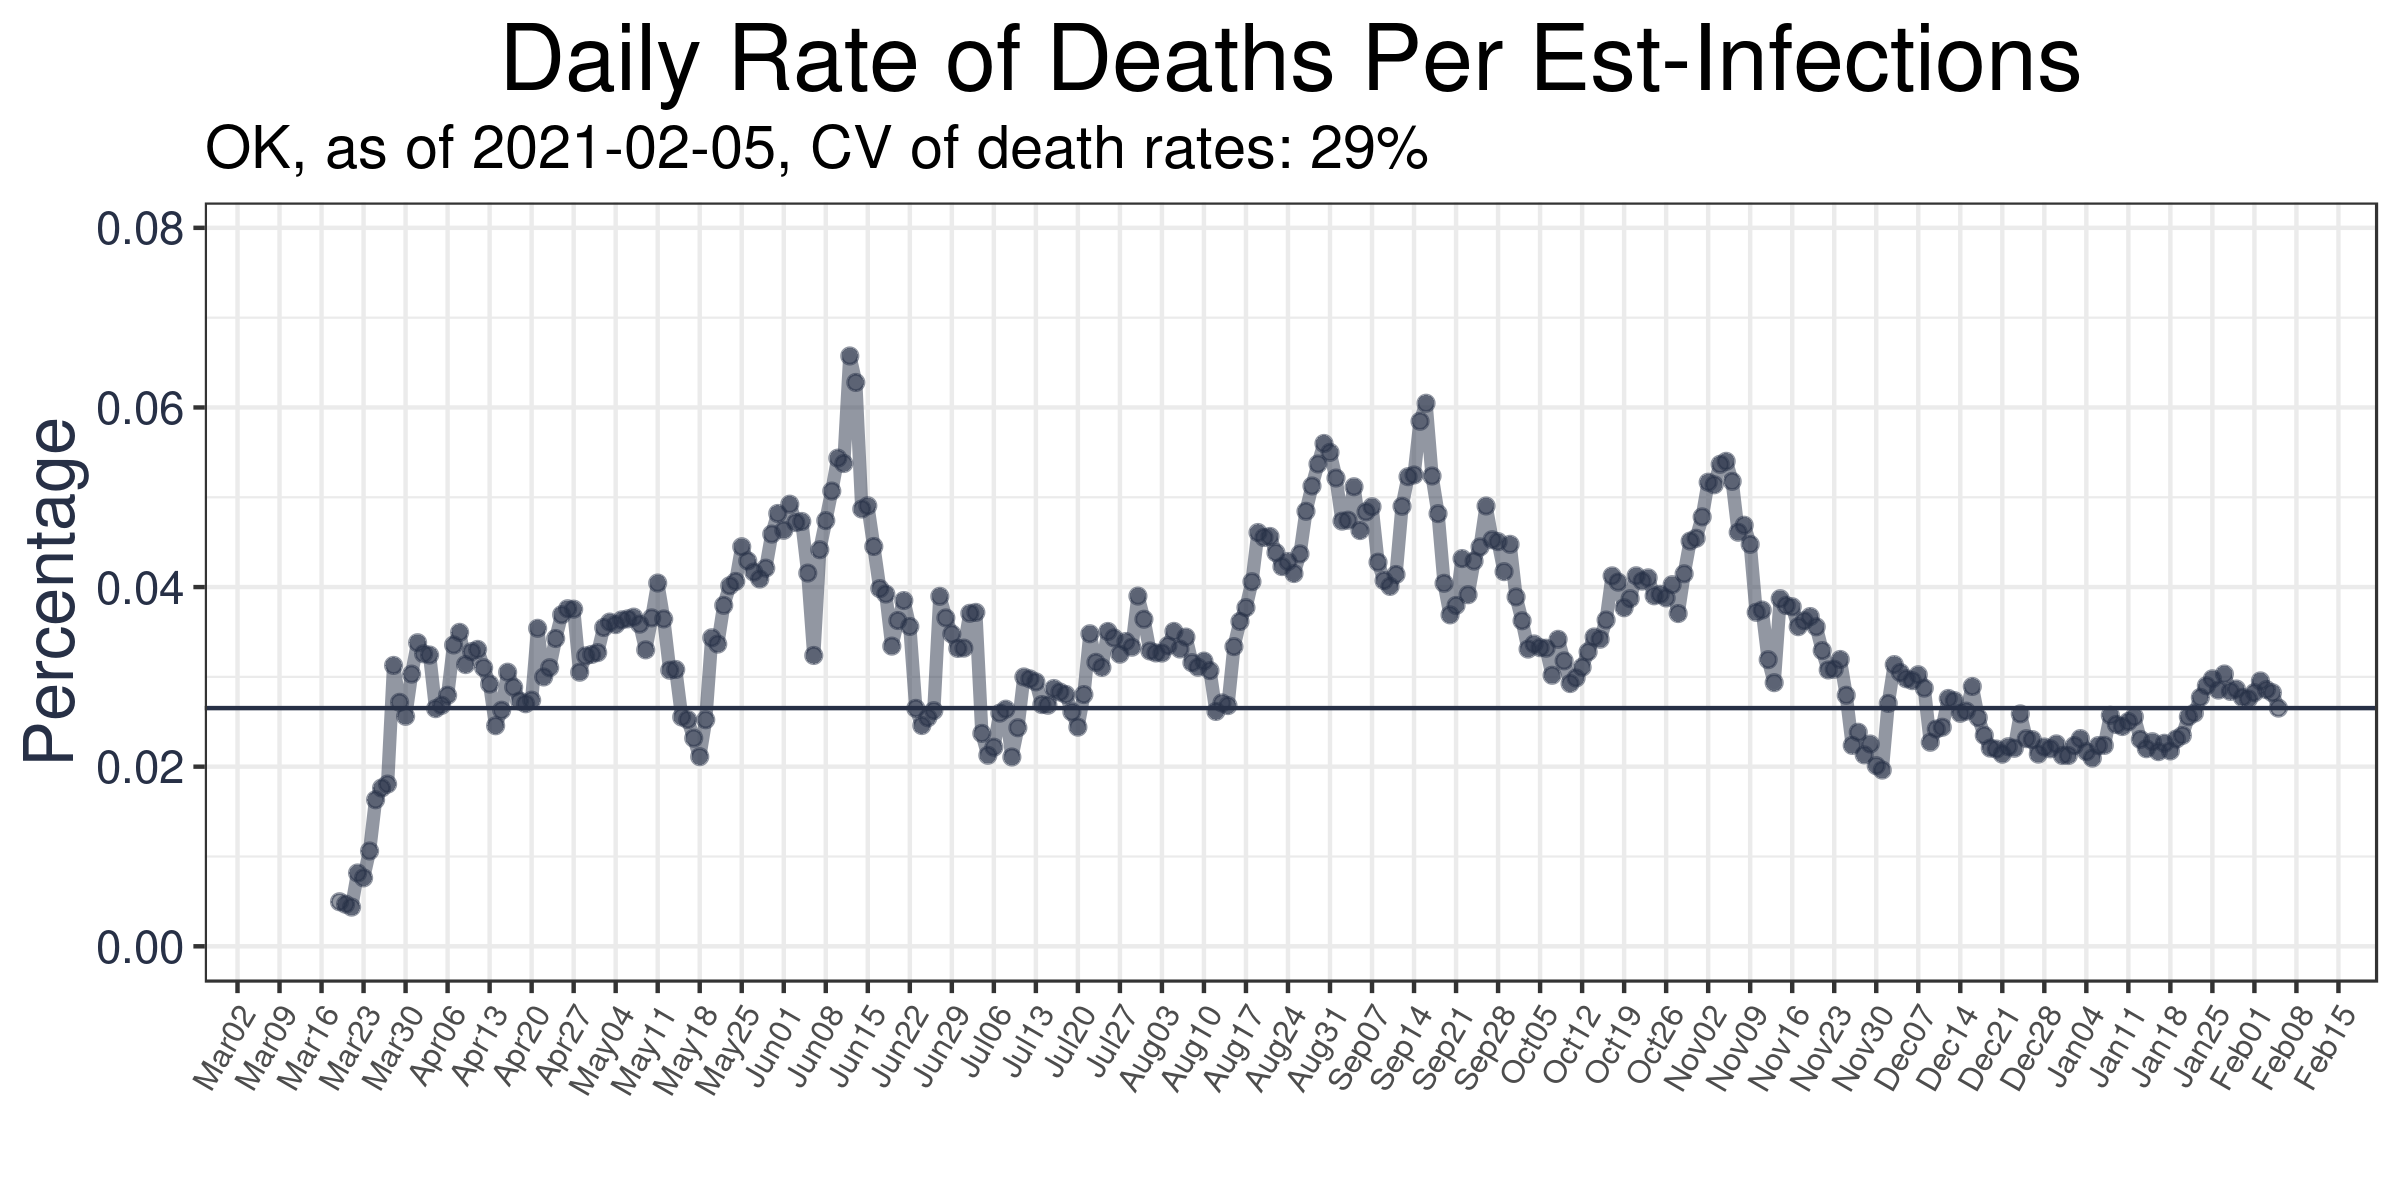 Daily Rate of Deaths Per Est-Infections
OK, as of 2021-02-05, CV of death rates: 29%
Percentage
0.08
0.06
0.04
0.02
0.00
Mar02
Mar09
Mar16
Mar23
Mar30
Apr06
Apr13
Apr20
Apr27
May04
May11
May18
May25
Jun01
Jun08
Jun15
Jun22
Jun29
Jul06
Jul13
Jul20
Jul27
Aug03
Aug10
Aug17
Aug24
Aug31
Sep07
Sep14
Sep21
Sep28
Oct05
Oct12
Oct19
Oct26
Nov02
Nov09
Nov16
Nov23
Nov30
Dec07
Dec14
Dec21
Dec28
Jan04
Jan11
Jan18
Jan25
Feb01
Feb08
Feb15